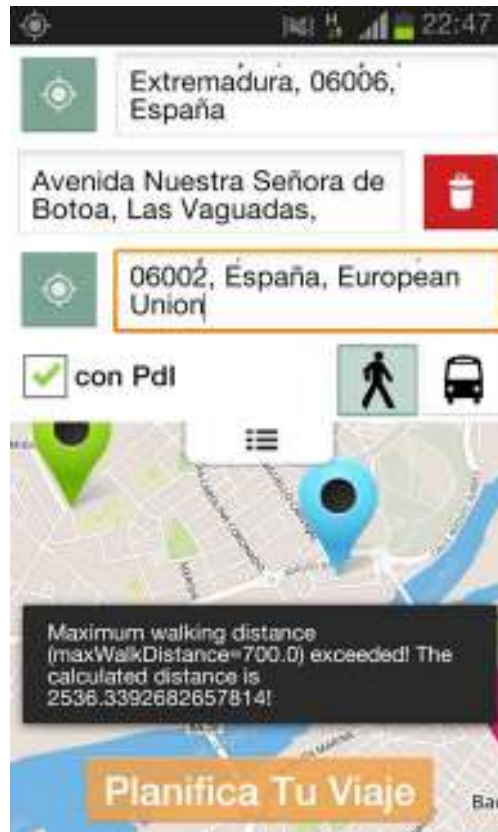 22:47
Extremadura, 06006,
España
Avenida Nuestra Señora de
Botoa, Las Vaguadas,
06002, España, European
Union
con PdI
Maximum walking distance
(maxWalkDistance=700.0) exceeded! The
calculated distance is
2536.3392682657814!
Planifica Tu Viaje
Bad